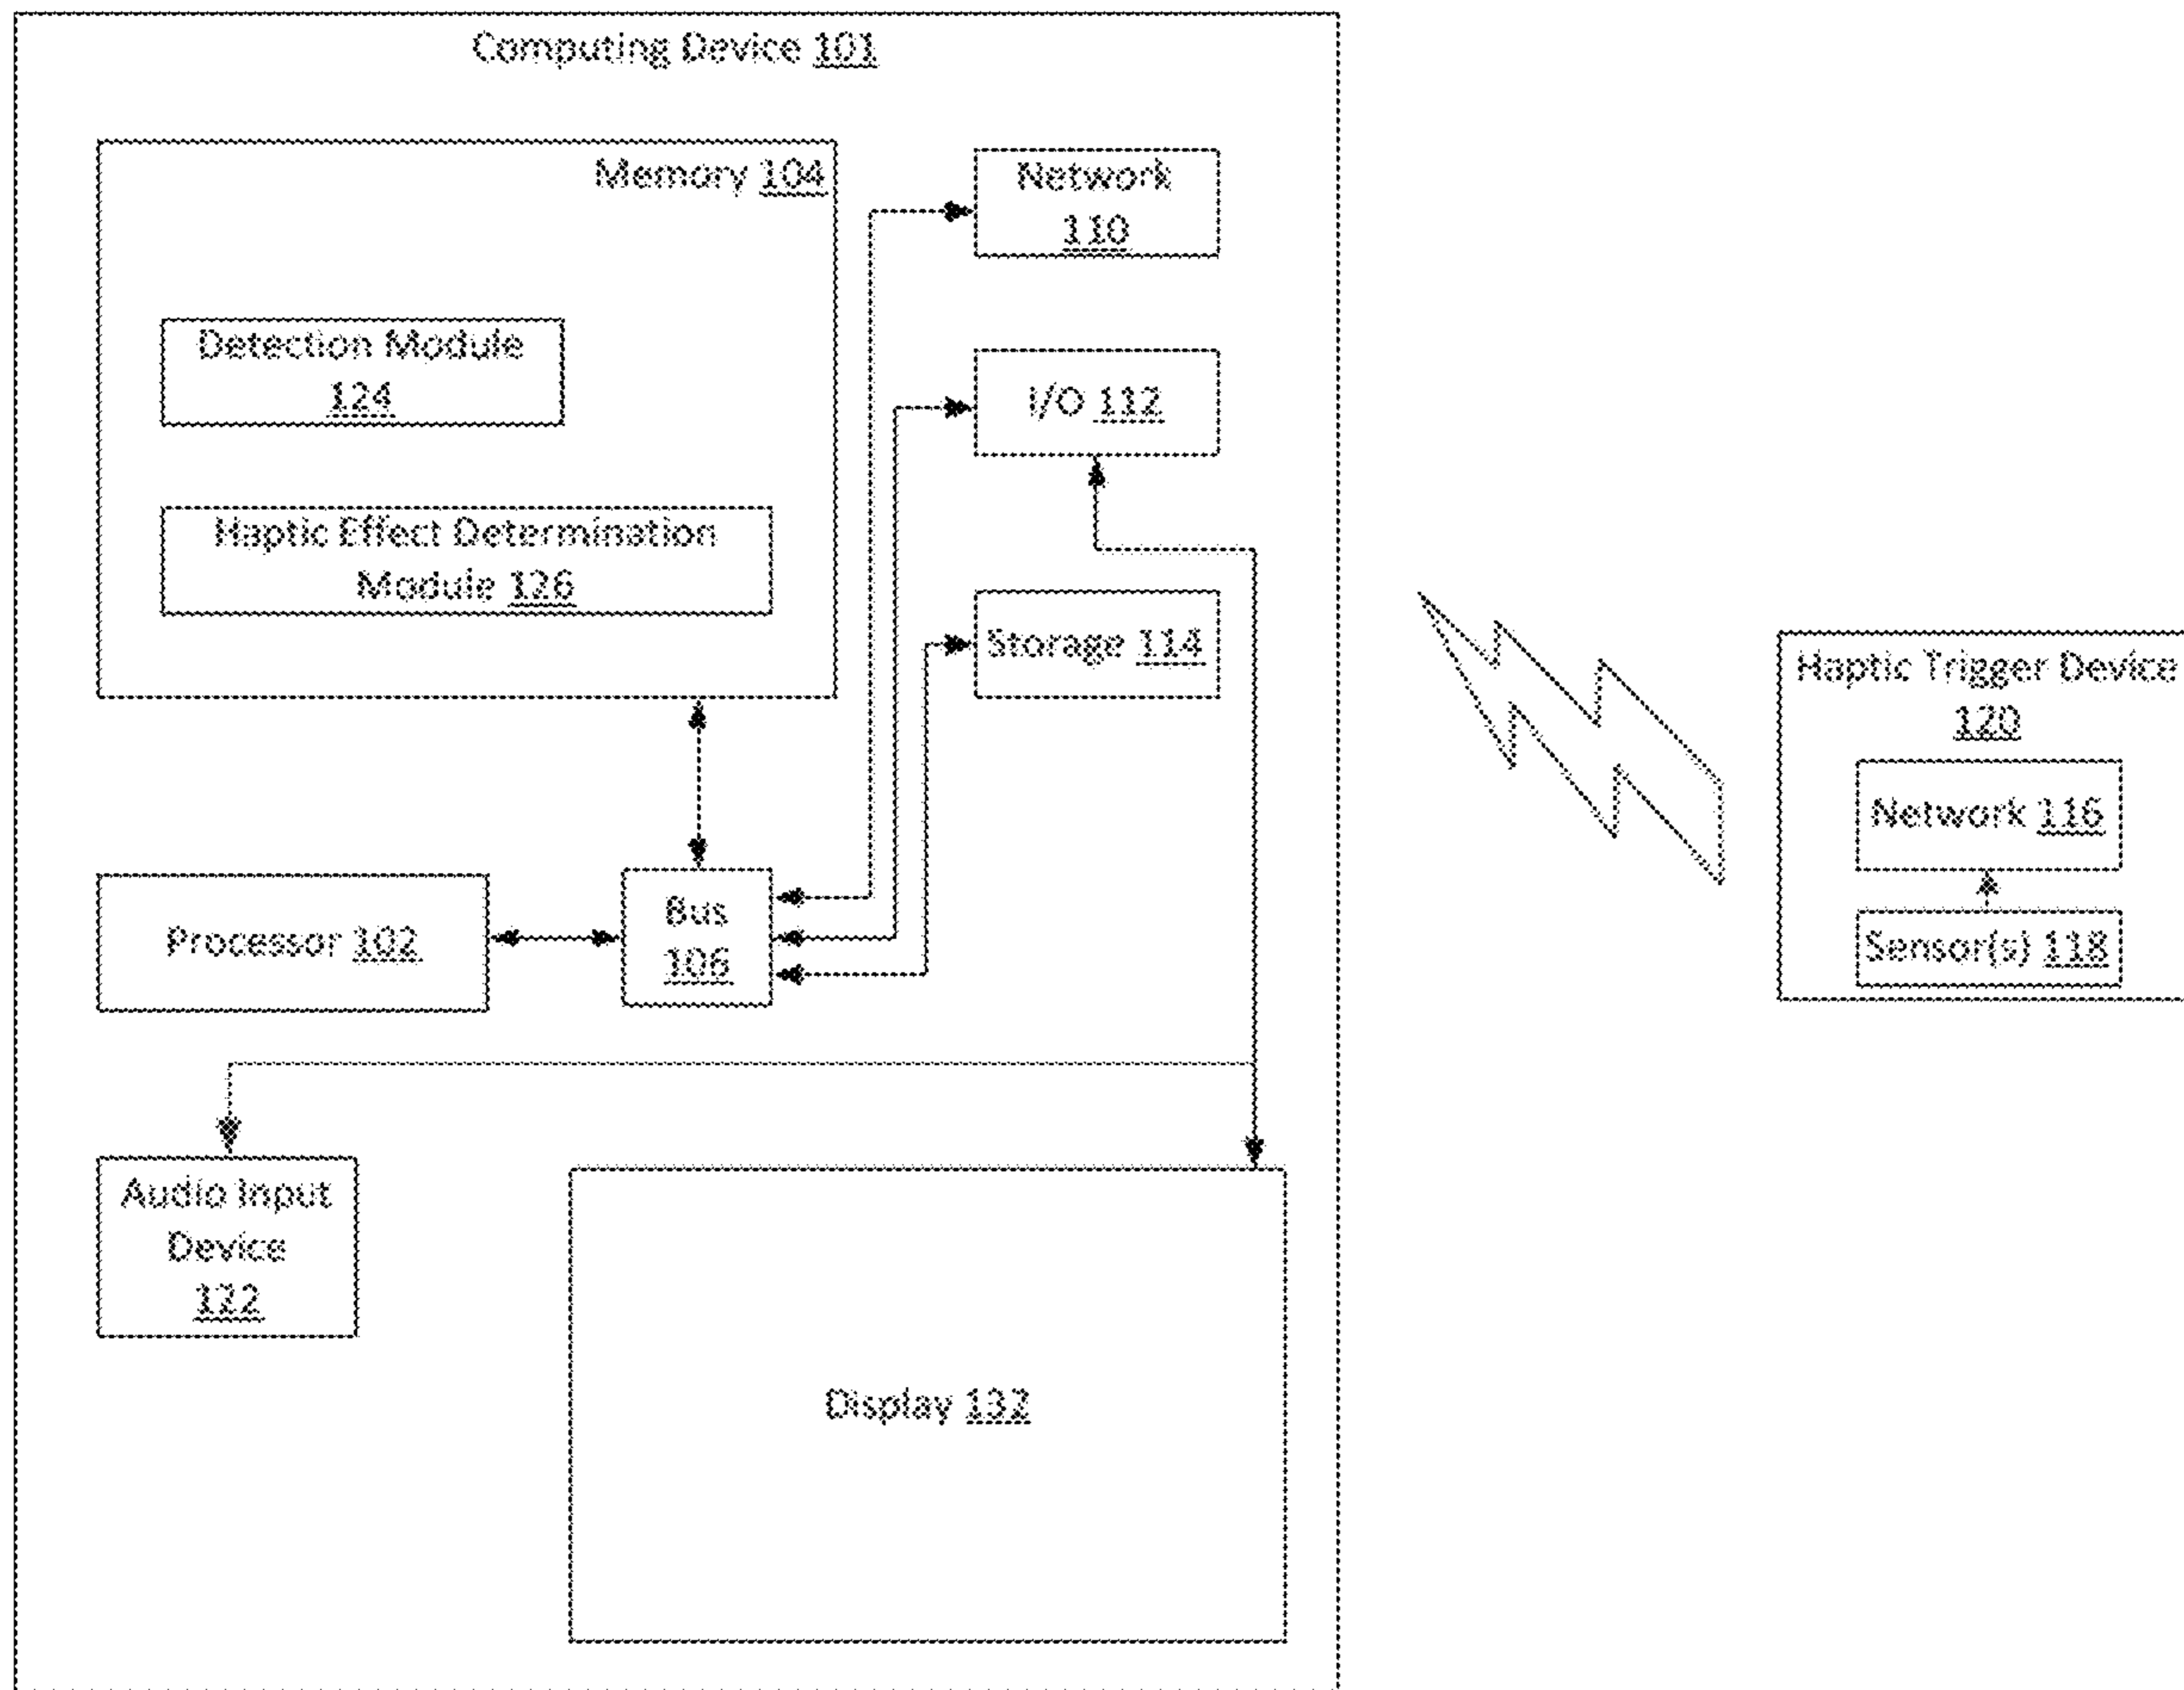 Computing Device 101
Memory 104
Detection Module
124
Haptic Effect Determination
Module 126
Network
110
I/O 112
Storage 114
Processor 102
Bus
106
Audio Input
Device
122
Display 132
Haptic Trigger Device
120
Network 116
Sensor(s) 118